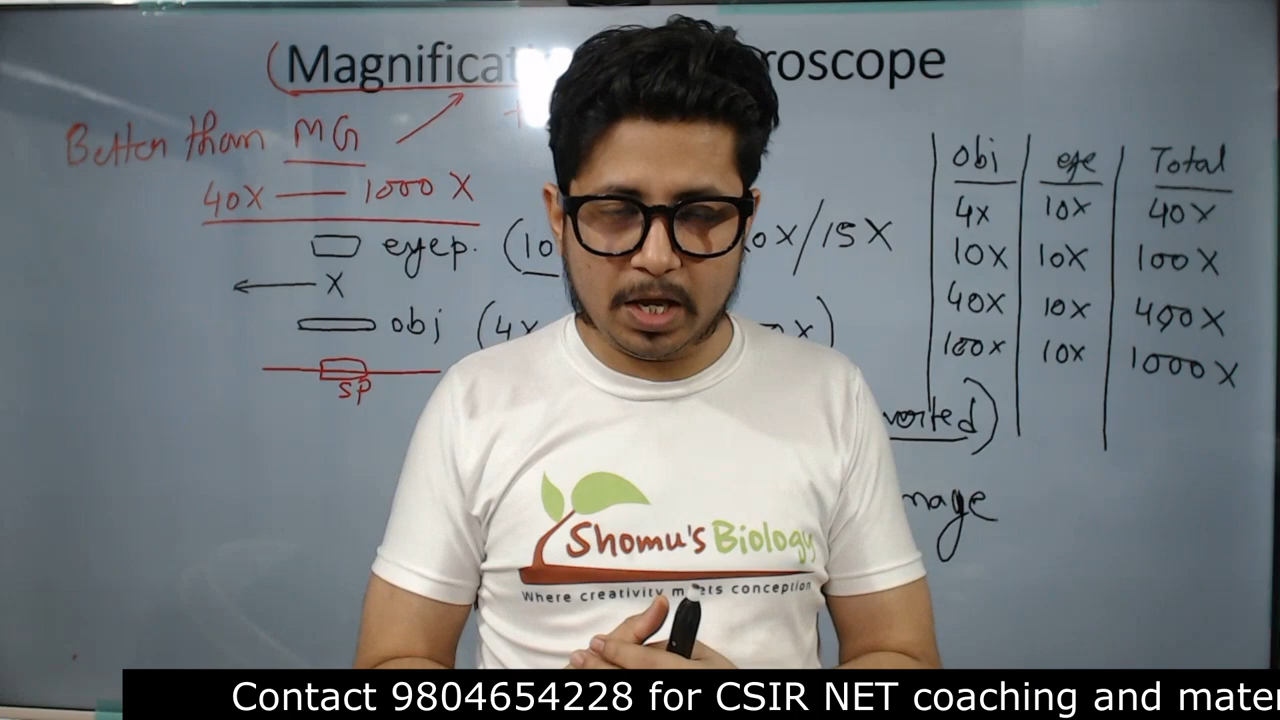 (Magnificat roscope
Better than MG
40X — 1000 X
eyep. (10 0X/15X
X
obj (4X X)
SP
Obj eye Total
4X 10X 40X
10X 10X 100X
40X 10X 400X
100X 10X 1000X
verted)
mage
Shomu's Biology
Where creativity meets conception
Contact 9804654228 for CSIR NET coaching and mate